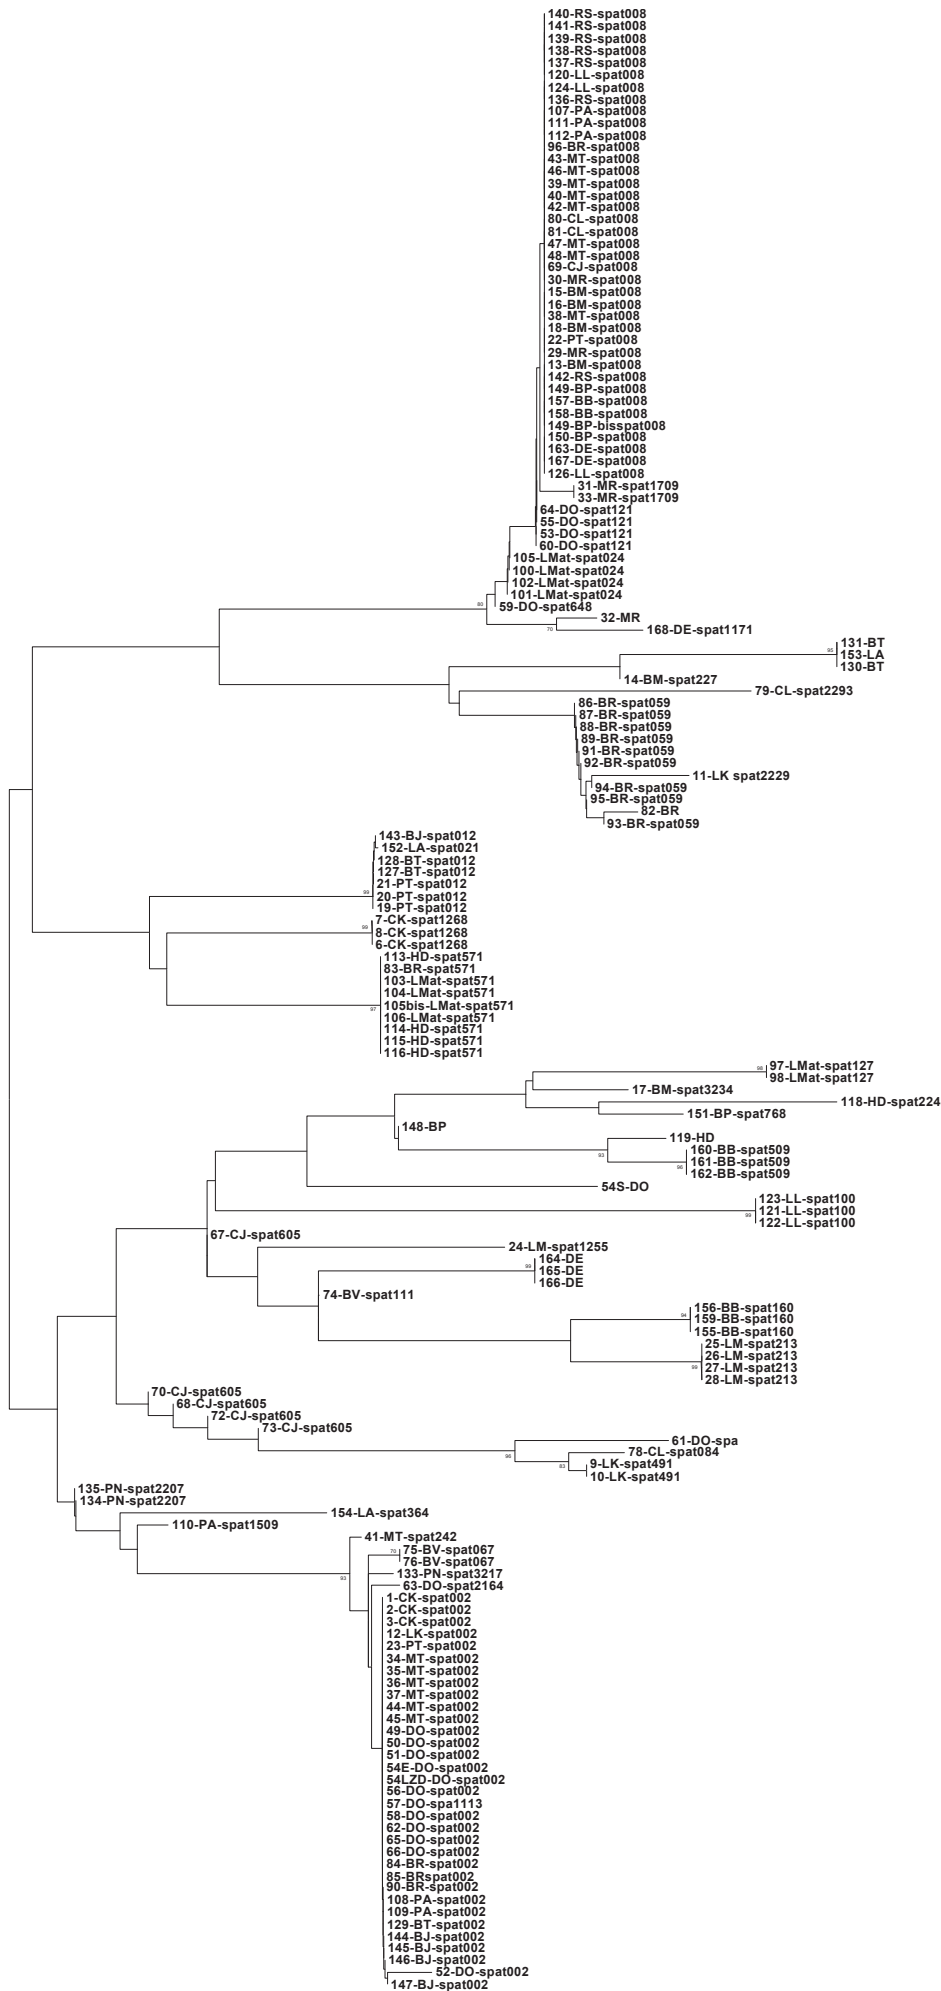 140-RS-spat008
141-RS-spat008
139-RS-spat008
138-RS-spat008
137-RS-spat008
120-LL-spat008
124-LL-spat008
136-RS-spat008
107-PA-spat008
111-PA-spat008
112-PA-spat008
96-BR-spat008
43-MT-spat008
46-MT-spat008
39-MT-spat008
40-MT-spat008
42-MT-spat008
80-CL-spat008
81-CL-spat008
47-MT-spat008
48-MT-spat008
69-CJ-spat008
30-MR-spat008
15-BM-spat008
16-BM-spat008
38-MT-spat008
18-BM-spat008
22-PT-spat008
29-MR-spat008
13-BM-spat008
142-RS-spat008
149-BP-spat008
157-BB-spat008
158-BB-spat008
149-BP-bisspat008
150-BP-spat008
163-DE-spat008
167-DE-spat008
126-LL-spat008
31-MR-spat1709
33-MR-spat1709
64-DO-spat121
55-DO-spat121
53-DO-spat121
60-DO-spat121
105-LMat-spat024
100-LMat-spat024
102-LMat-spat024
101-LMat-spat024
80
59-DO-spat648
32-MR
70
168-DE-spat1171
131-BT
95
153-LA
130-BT
14-BM-spat227
79-CL-spat2293
86-BR-spat059
87-BR-spat059
88-BR-spat059
89-BR-spat059
91-BR-spat059
92-BR-spat059
11-LK spat2229
94-BR-spat059
95-BR-spat059
82-BR
93-BR-spat059
143-BJ-spat012
152-LA-spat021
128-BT-spat012
127-BT-spat012
21-PT-spat012
99
20-PT-spat012
19-PT-spat012
7-CK-spat1268
99
8-CK-spat1268
6-CK-spat1268
113-HD-spat571
83-BR-spat571
103-LMat-spat571
104-LMat-spat571
105bis-LMat-spat571
97
106-LMat-spat571
114-HD-spat571
115-HD-spat571
116-HD-spat571
97-LMat-spat127
98
98-LMat-spat127
17-BM-spat3234
118-HD-spat224
151-BP-spat768
148-BP
119-HD
160-BB-spat509
93
161-BB-spat509
96
162-BB-spat509
54S-DO
123-LL-spat100
121-LL-spat100
99
122-LL-spat100
67-CJ-spat605
24-LM-spat1255
164-DE
99
165-DE
166-DE
74-BV-spat111
156-BB-spat160
94
159-BB-spat160
155-BB-spat160
25-LM-spat213
26-LM-spat213
99
27-LM-spat213
28-LM-spat213
70-CJ-spat605
68-CJ-spat605
72-CJ-spat605
73-CJ-spat605
61-DO-spa
96
78-CL-spat084
83
9-LK-spat491
10-LK-spat491
135-PN-spat2207
134-PN-spat2207
154-LA-spat364
110-PA-spat1509
41-MT-spat242
70
75-BV-spat067
76-BV-spat067
93
133-PN-spat3217
63-DO-spat2164
1-CK-spat002
2-CK-spat002
3-CK-spat002
12-LK-spat002
23-PT-spat002
34-MT-spat002
35-MT-spat002
36-MT-spat002
37-MT-spat002
44-MT-spat002
45-MT-spat002
49-DO-spat002
50-DO-spat002
51-DO-spat002
54E-DO-spat002
54LZD-DO-spat002
56-DO-spat002
57-DO-spa1113
58-DO-spat002
62-DO-spat002
65-DO-spat002
66-DO-spat002
84-BR-spat002
85-BRspat002
90-BR-spat002
108-PA-spat002
109-PA-spat002
129-BT-spat002
144-BJ-spat002
145-BJ-spat002
146-BJ-spat002
52-DO-spat002
147-BJ-spat002